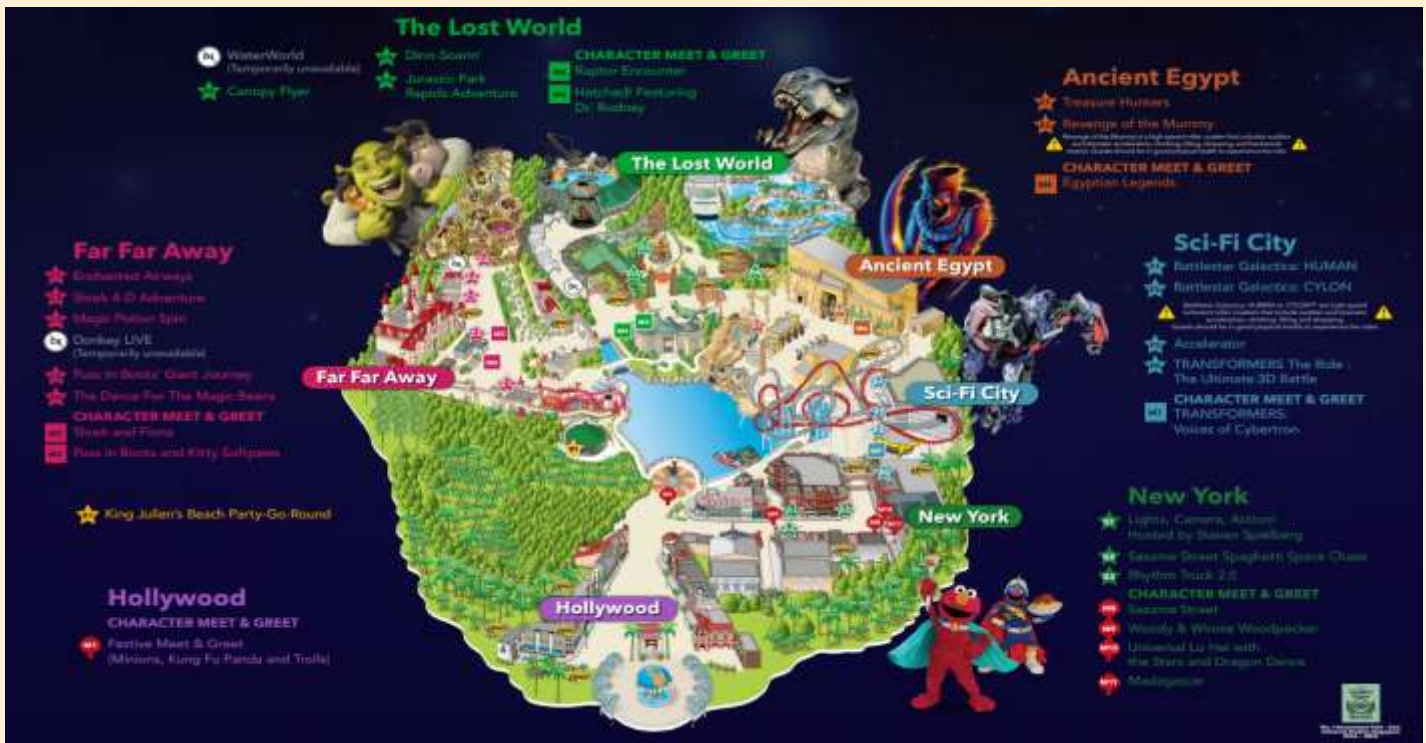 The Lost World
WaterWorld
(Temporarily unavailable)
Canopy Flyer
Dino-Soarin'
Jurassic Park
Rapids Adventure
CHARACTER MEET & GREET
Raptor Encounter
Hatched! Featuring
Dr. Rodney
Ancient Egypt
Treasure Hunters
Revenge of the Mummy
CHARACTER MEET & GREET
Egyptian Legends
Sci-Fi City
Battlestar Galactica: HUMAN
Battlestar Galactica: CYLON
Accelerator
TRANSFORMERS The Ride :
The Ultimate 3D Battle
CHARACTER MEET & GREET
TRANSFORMERS:
Voices of Cybertron
New York
Lights, Camera, Action!
Hosted by Steven Spielberg
Sesame Street Spaghetti Space Chase
Rhythm Truck 2.0
CHARACTER MEET & GREET
Sesame Street
Woody & Winnie Woodpecker
Universal Lo Hei with
the Stars and Dragon Dance
Madagascar
Far Far Away
Enchanted Airways
Shrek 4-D Adventure
Magic Potion Spin
Donkey LIVE
(Temporarily unavailable)
Puss In Boots' Giant Journey
The Dance For The Magic Beans
CHARACTER MEET & GREET
Shrek and Fiona
Puss In Boots and Kitty Softpaws
King Julien's Beach Party-Go-Round
Hollywood
CHARACTER MEET & GREET
Festive Meet & Greet
(Minions, Kung Fu Panda and Trolls)
The Lost World
Ancient Egypt
Far Far Away
Sci-Fi City
New York
Hollywood